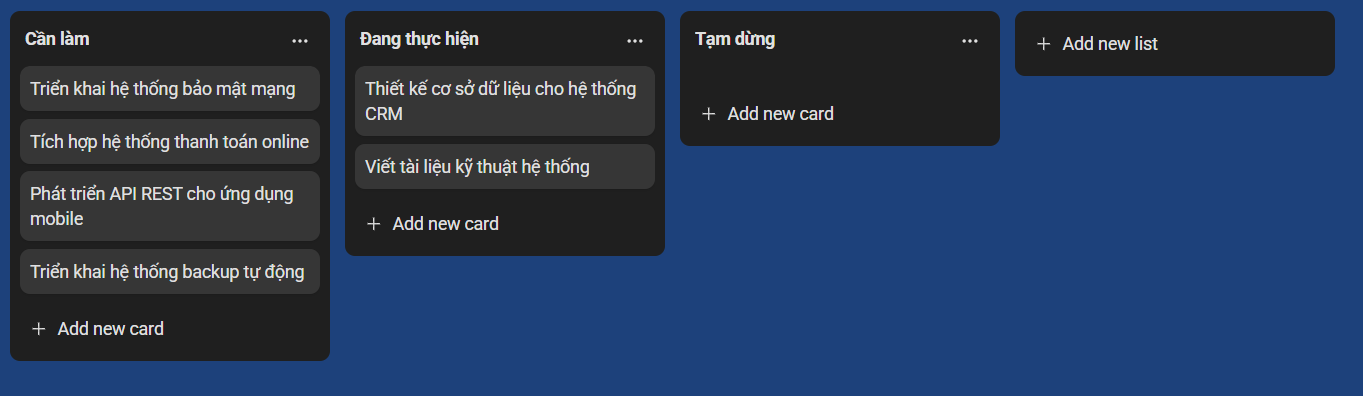 Cần làm
Triển khai hệ thống bảo mật mạng
Tích hợp hệ thống thanh toán online
Phát triển API REST cho ứng dụng
mobile
Triển khai hệ thống backup tự động
Add new card
Đang thực hiện
Thiết kế cơ sở dữ liệu cho hệ thống
CRM
Viết tài liệu kỹ thuật hệ thống
Add new card
Tạm dừng
Add new card
Add new list